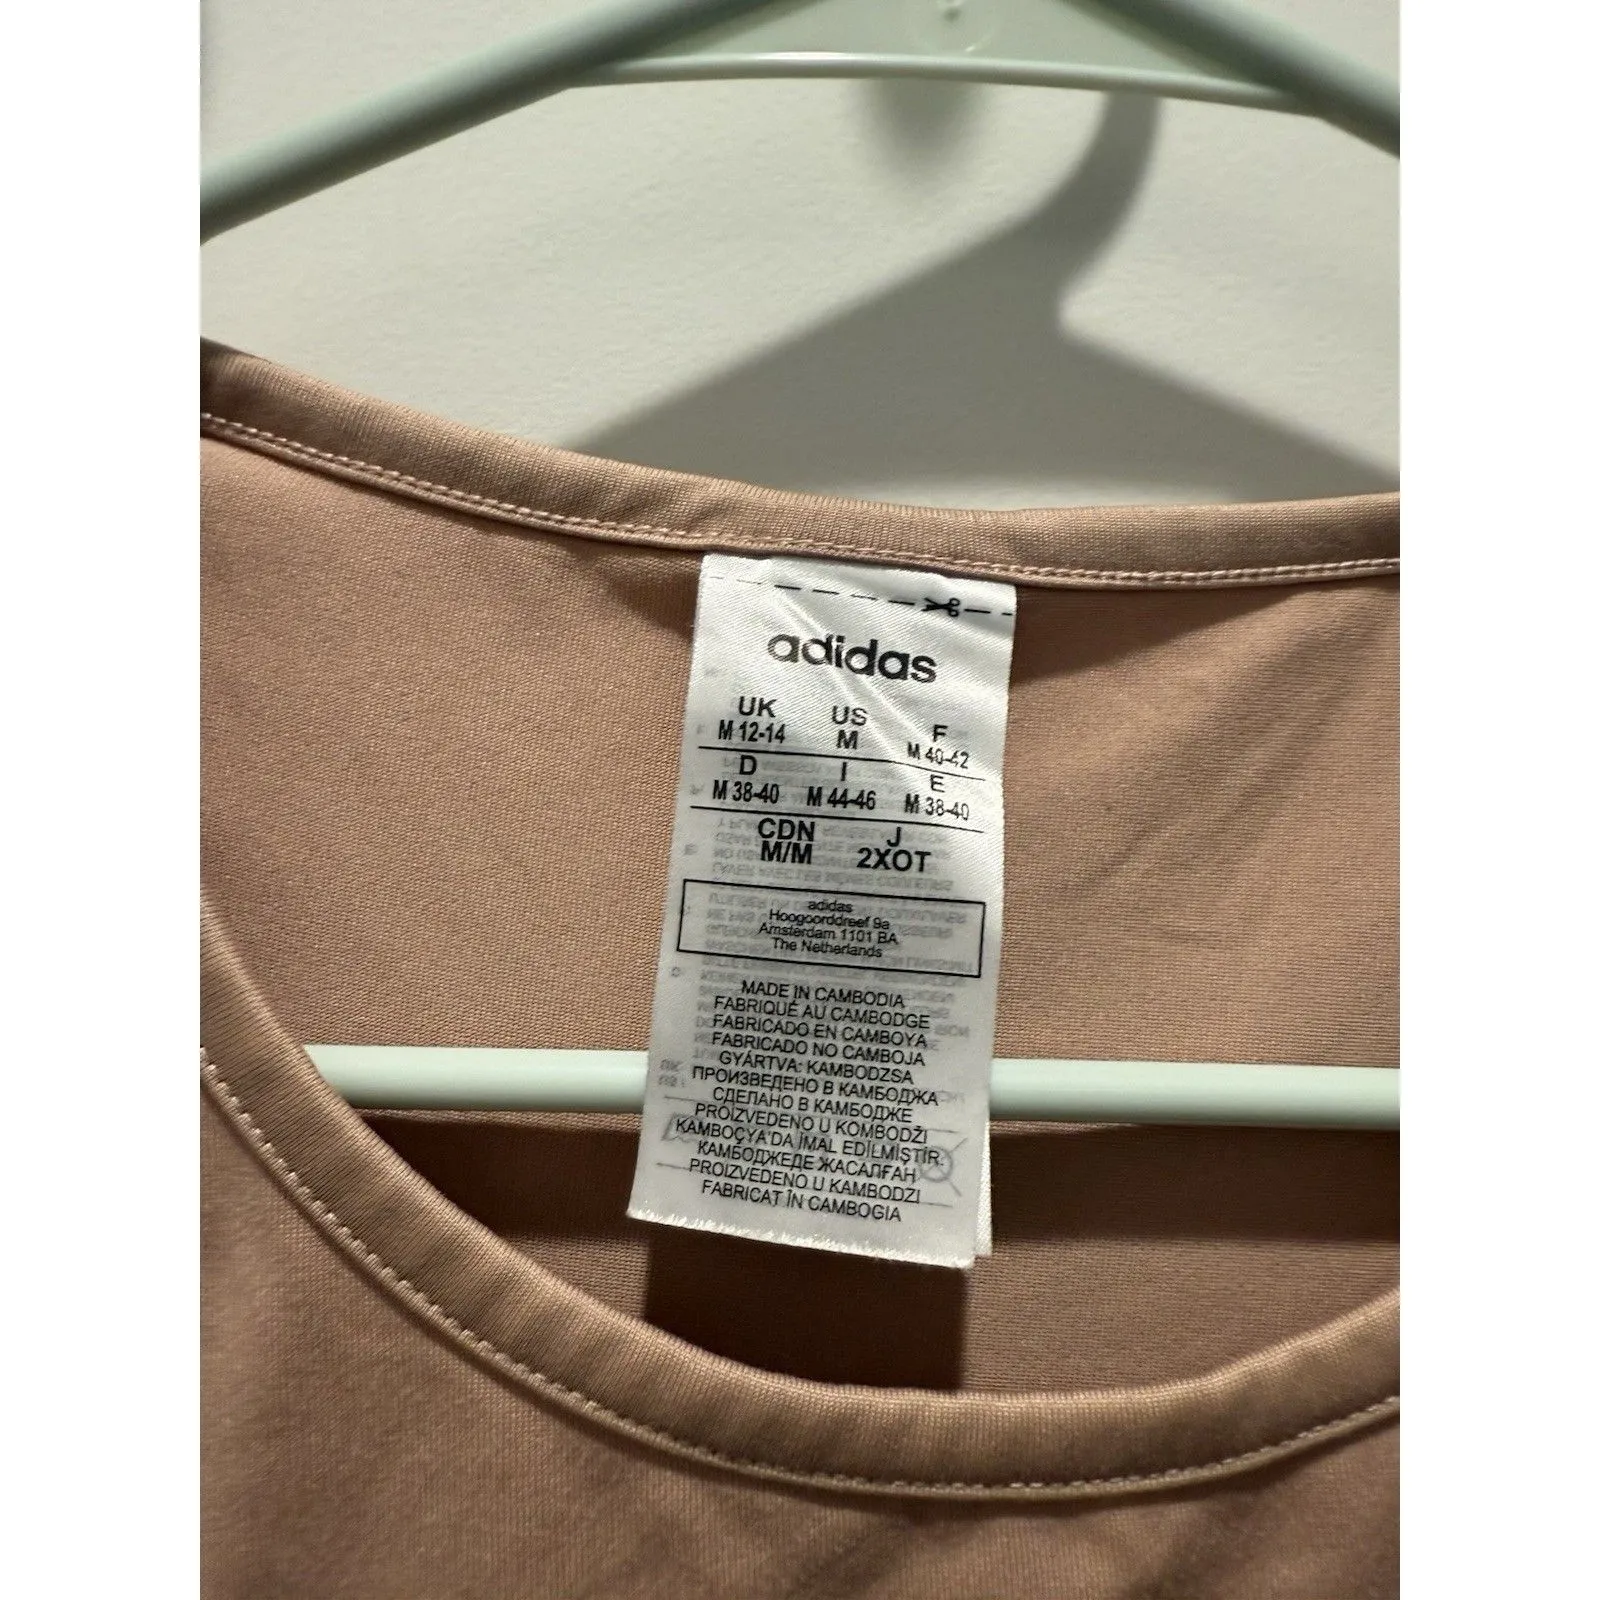 adidas
UK US F
M 12-14 M M 40-42
D I E
M 38-40 M 44-46 M 38-40
CDN J
M/M 2XOT
adidas
Hoogoorddreef 9a
Amsterdam 1101 BA
The Netherlands
MADE IN CAMBODIA
FABRIQUÉ AU CAMBODGE
FABRICADO EN CAMBOYA
FABRICADO NO CAMBOJA
GYÁRTVA: KAMBODZSA
ПРОИЗВЕДЕНО В КАМБОДЖА
СДЕЛАНО В КАМБОДЖЕ
PROIZVEDENO U KOMBODŽI
KAMBOÇYA'DA İMAL EDİLMİŞTİR.
КАМБОДЖЕДЕ ЖАСАЛҒАН
PROIZVEDENO U KAMBODZI
FABRICAT ÎN CAMBOGIA